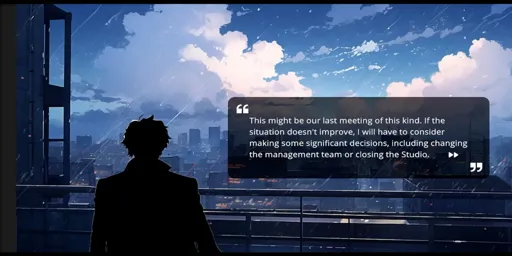 This might be our last meeting of this kind. If the
situation doesn't improve, I will have to consider
making some significant decisions, including changing
the management team or closing the Studio.